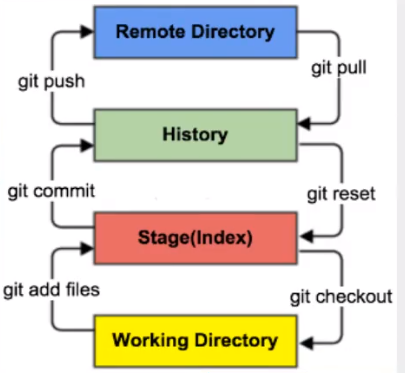 Remote Directory
git push
git pull
History
git commit
git reset
Stage(Index)
git add files
git checkout
Working Directory